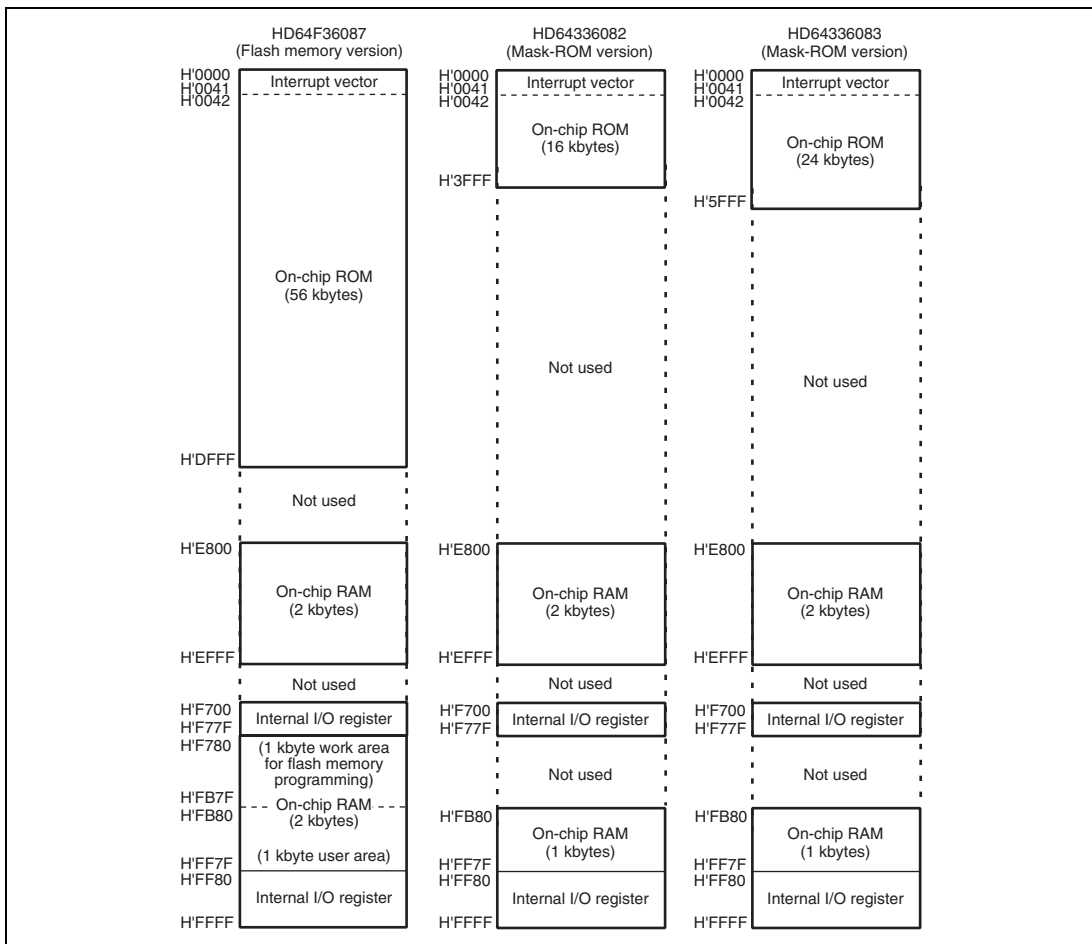 HD64F36087
(Flash memory version)
H'0000
H'0041
H'0042
Interrupt vector
On-chip ROM
(56 kbytes)
H'DFFF
Not used
H'E800
On-chip RAM
(2 kbytes)
H'EFFF
Not used
H'F700
H'F77F
Internal I/O register
H'F780
(1 kbyte work area
for flash memory
programming)
H'FB7F
H'FB80
On-chip RAM
(2 kbytes)
(1 kbyte user area)
H'FF7F
H'FF80
Internal I/O register
H'FFFF
HD64336082
(Mask-ROM version)
H'0000
H'0041
H'0042
Interrupt vector
On-chip ROM
(16 kbytes)
H'3FFF
Not used
H'E800
On-chip RAM
(2 kbytes)
H'EFFF
Not used
H'F700
H'F77F
Internal I/O register
Not used
H'FB80
On-chip RAM
(1 kbytes)
H'FF7F
H'FF80
Internal I/O register
H'FFFF
HD64336083
(Mask-ROM version)
H'0000
H'0041
H'0042
Interrupt vector
On-chip ROM
(24 kbytes)
H'5FFF
Not used
H'E800
On-chip RAM
(2 kbytes)
H'EFFF
Not used
H'F700
H'F77F
Internal I/O register
Not used
H'FB80
On-chip RAM
(1 kbytes)
H'FF7F
H'FF80
Internal I/O register
H'FFFF